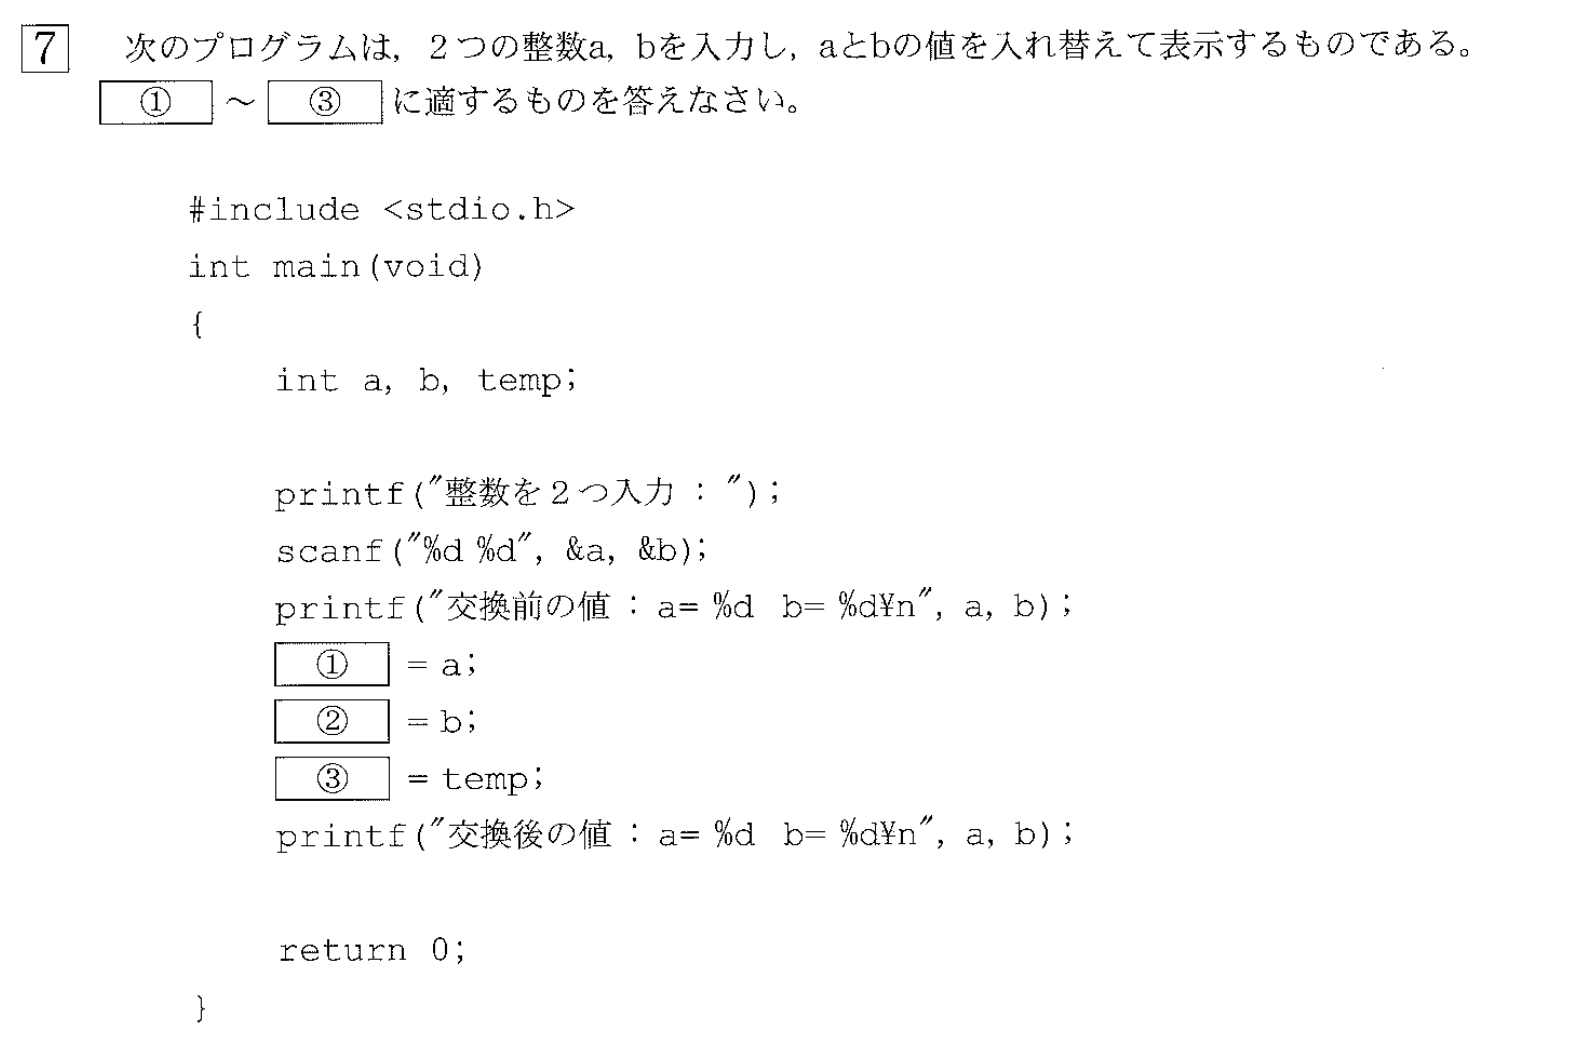 7 次のプログラムは，２つの整数a, bを入力し，aとbの値を入れ替えて表示するものである。
① ～ ③ に適するものを答えなさい。
#include <stdio.h>
int main(void)
{
int a, b, temp;
printf("整数を２つ入力 : ");
scanf("%d %d", &a, &b);
printf("交換前の値 : a= %d b= %d¥n", a, b);
① = a;
② = b;
③ = temp;
printf("交換後の値 : a= %d b= %d¥n", a, b);
return 0;
}